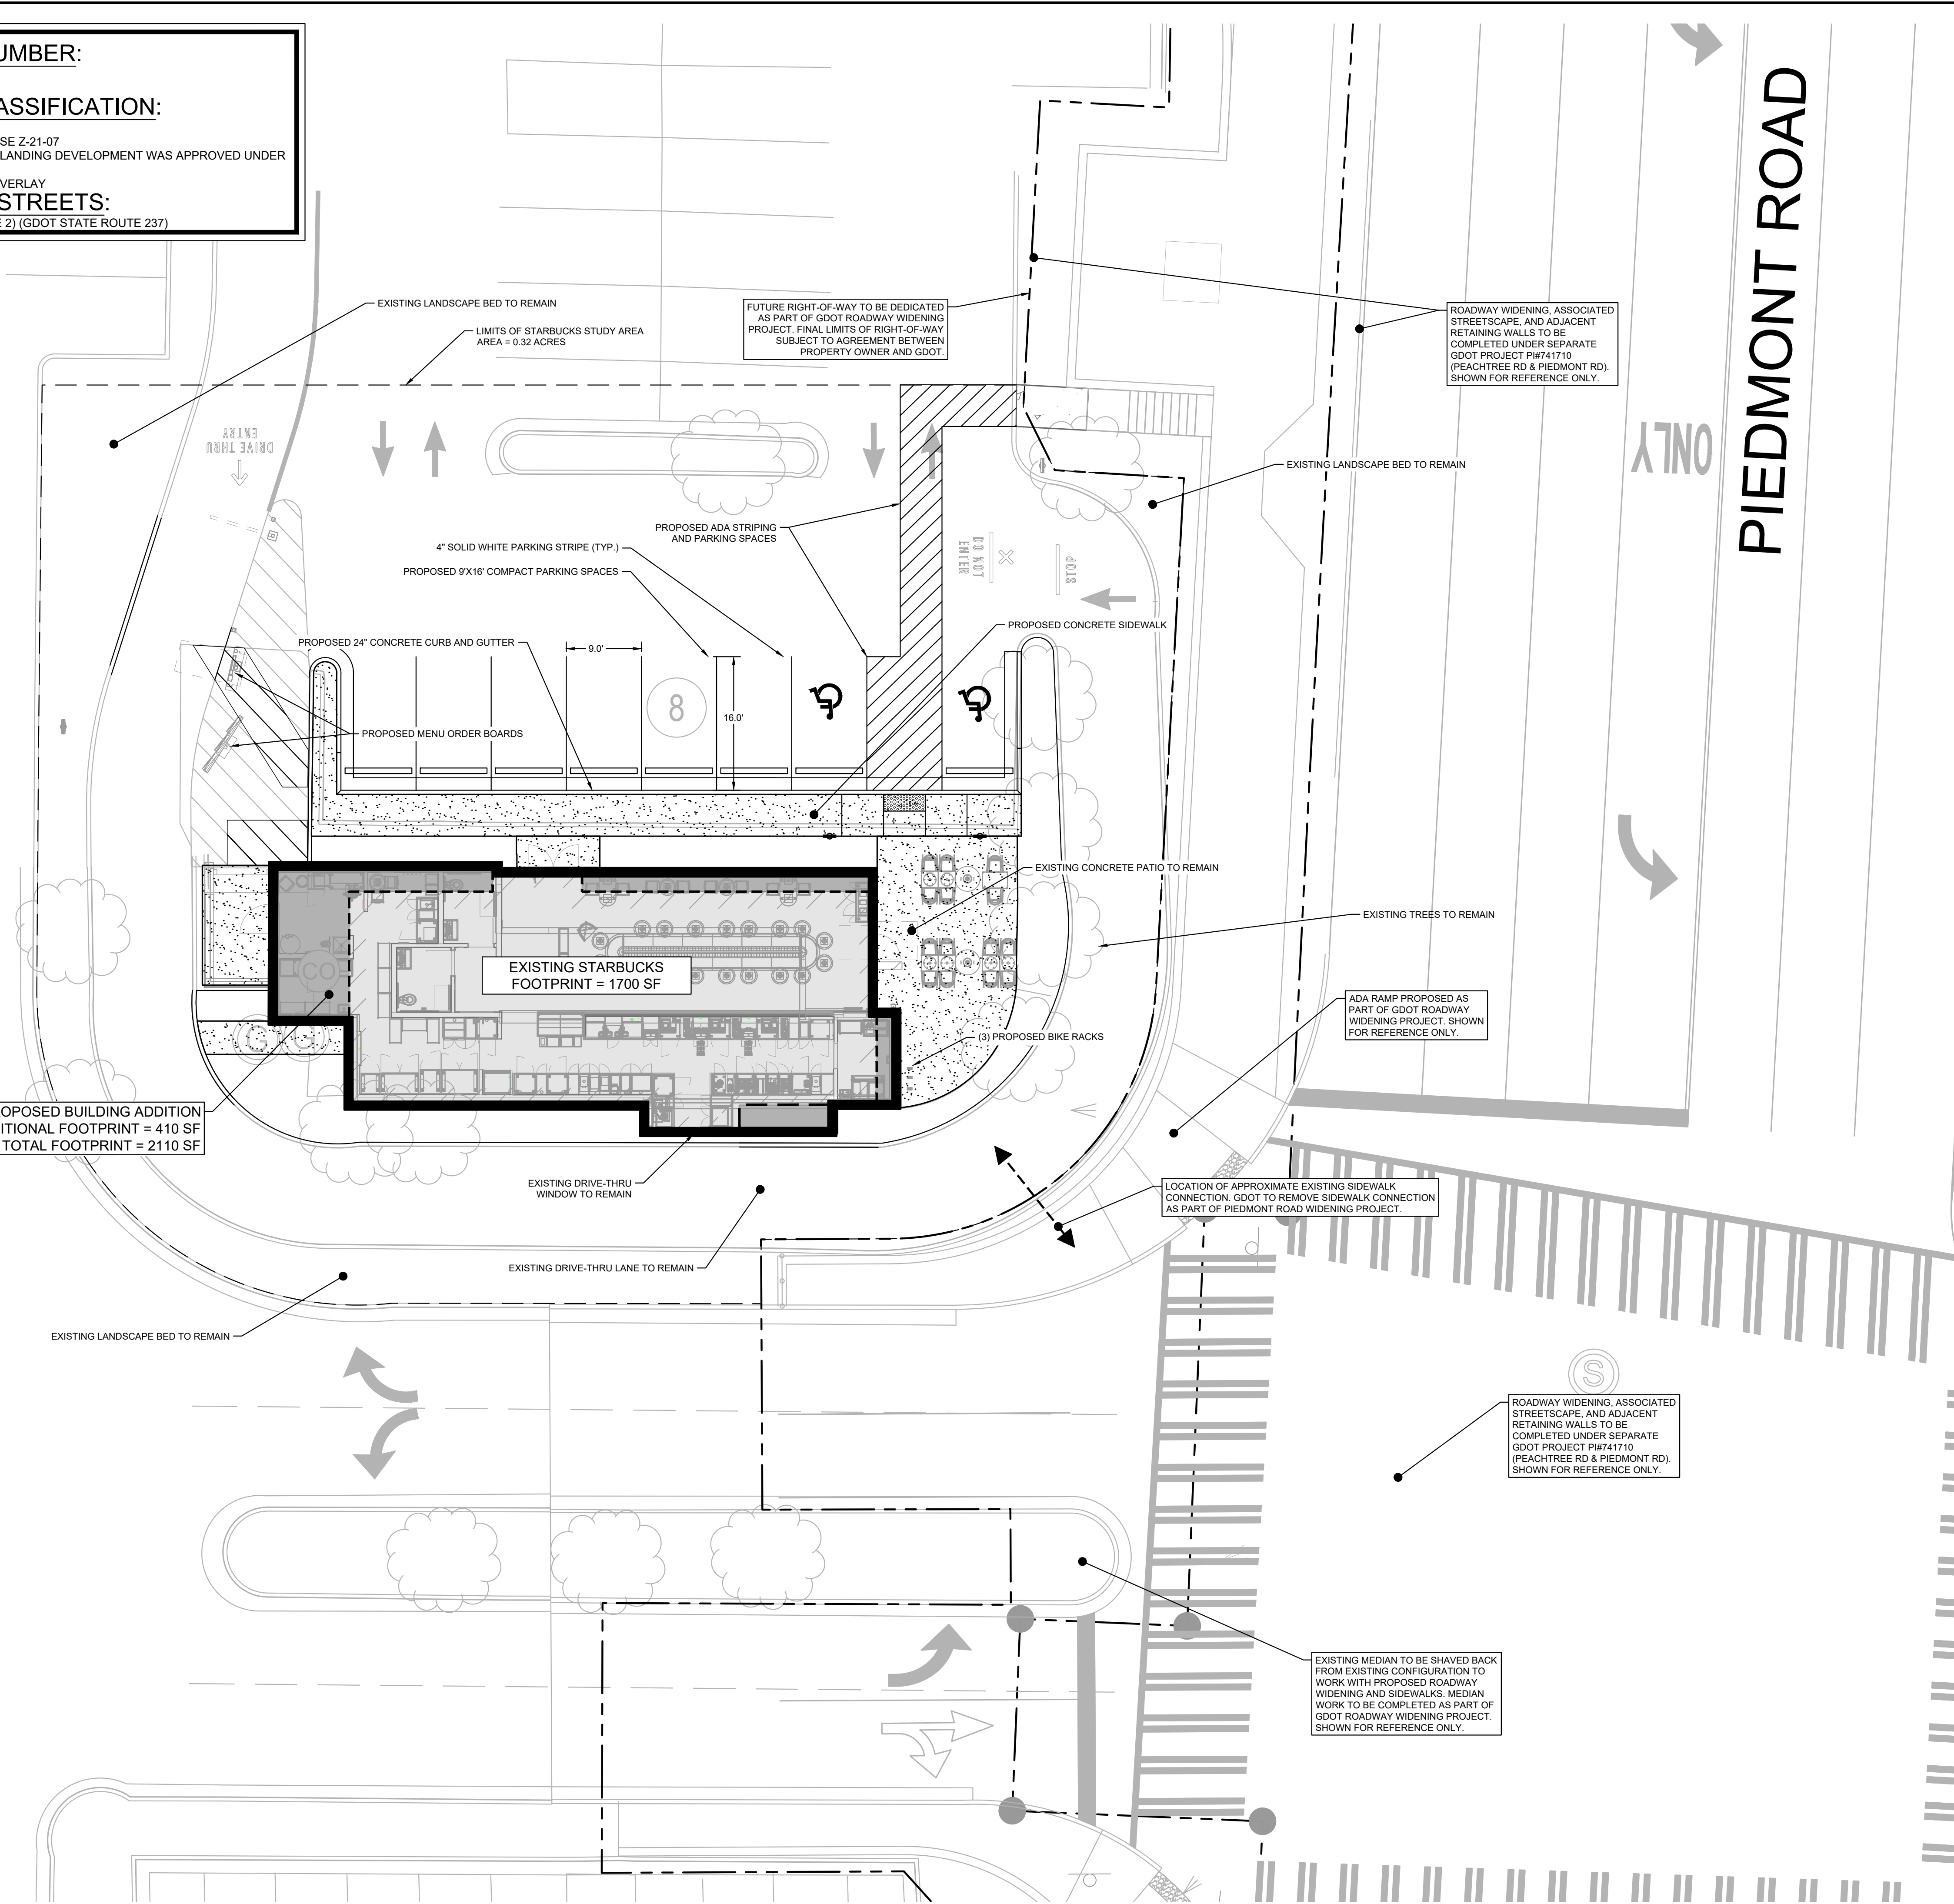 UMBER:
ASSIFICATION:
SE Z-21-07
LANDING DEVELOPMENT WAS APPROVED UNDER
VERLAY
STREETS:
2) (GDOT STATE ROUTE 237)
PIEDMONT ROAD
EXISTING LANDSCAPE BED TO REMAIN
LIMITS OF STARBUCKS STUDY AREA
AREA = 0.32 ACRES
FUTURE RIGHT-OF-WAY TO BE DEDICATED
AS PART OF GDOT ROADWAY WIDENING
PROJECT. FINAL LIMITS OF RIGHT-OF-WAY
SUBJECT TO AGREEMENT BETWEEN
PROPERTY OWNER AND GDOT.
ROADWAY WIDENING, ASSOCIATED
STREETSCAPE, AND ADJACENT
RETAINING WALLS TO BE
COMPLETED UNDER SEPARATE
GDOT PROJECT PI#741710
(PEACHTREE RD & PIEDMONT RD).
SHOWN FOR REFERENCE ONLY.
DRIVE THRU
ENTRY
ONLY
EXISTING LANDSCAPE BED TO REMAIN
PROPOSED ADA STRIPING
AND PARKING SPACES
4" SOLID WHITE PARKING STRIPE (TYP.)
PROPOSED 9'X16' COMPACT PARKING SPACES
DO NOT
ENTER
STOP
PROPOSED CONCRETE SIDEWALK
PROPOSED 24" CONCRETE CURB AND GUTTER
9.0'
8
16.0'
PROPOSED MENU ORDER BOARDS
EXISTING CONCRETE PATIO TO REMAIN
EXISTING TREES TO REMAIN
CO
EXISTING STARBUCKS
FOOTPRINT = 1700 SF
G G
(3) PROPOSED BIKE RACKS
ADA RAMP PROPOSED AS
PART OF GDOT ROADWAY
WIDENING PROJECT. SHOWN
FOR REFERENCE ONLY.
OPOSED BUILDING ADDITION
ITIONAL FOOTPRINT = 410 SF
TOTAL FOOTPRINT = 2110 SF
EXISTING DRIVE-THRU
WINDOW TO REMAIN
LOCATION OF APPROXIMATE EXISTING SIDEWALK
CONNECTION. GDOT TO REMOVE SIDEWALK CONNECTION
AS PART OF PIEDMONT ROAD WIDENING PROJECT.
EXISTING DRIVE-THRU LANE TO REMAIN
EXISTING LANDSCAPE BED TO REMAIN
S
ROADWAY WIDENING, ASSOCIATED
STREETSCAPE, AND ADJACENT
RETAINING WALLS TO BE
COMPLETED UNDER SEPARATE
GDOT PROJECT PI#741710
(PEACHTREE RD & PIEDMONT RD).
SHOWN FOR REFERENCE ONLY.
EXISTING MEDIAN TO BE SHAVED BACK
FROM EXISTING CONFIGURATION TO
WORK WITH PROPOSED ROADWAY
WIDENING AND SIDEWALKS. MEDIAN
WORK TO BE COMPLETED AS PART OF
GDOT ROADWAY WIDENING PROJECT.
SHOWN FOR REFERENCE ONLY.